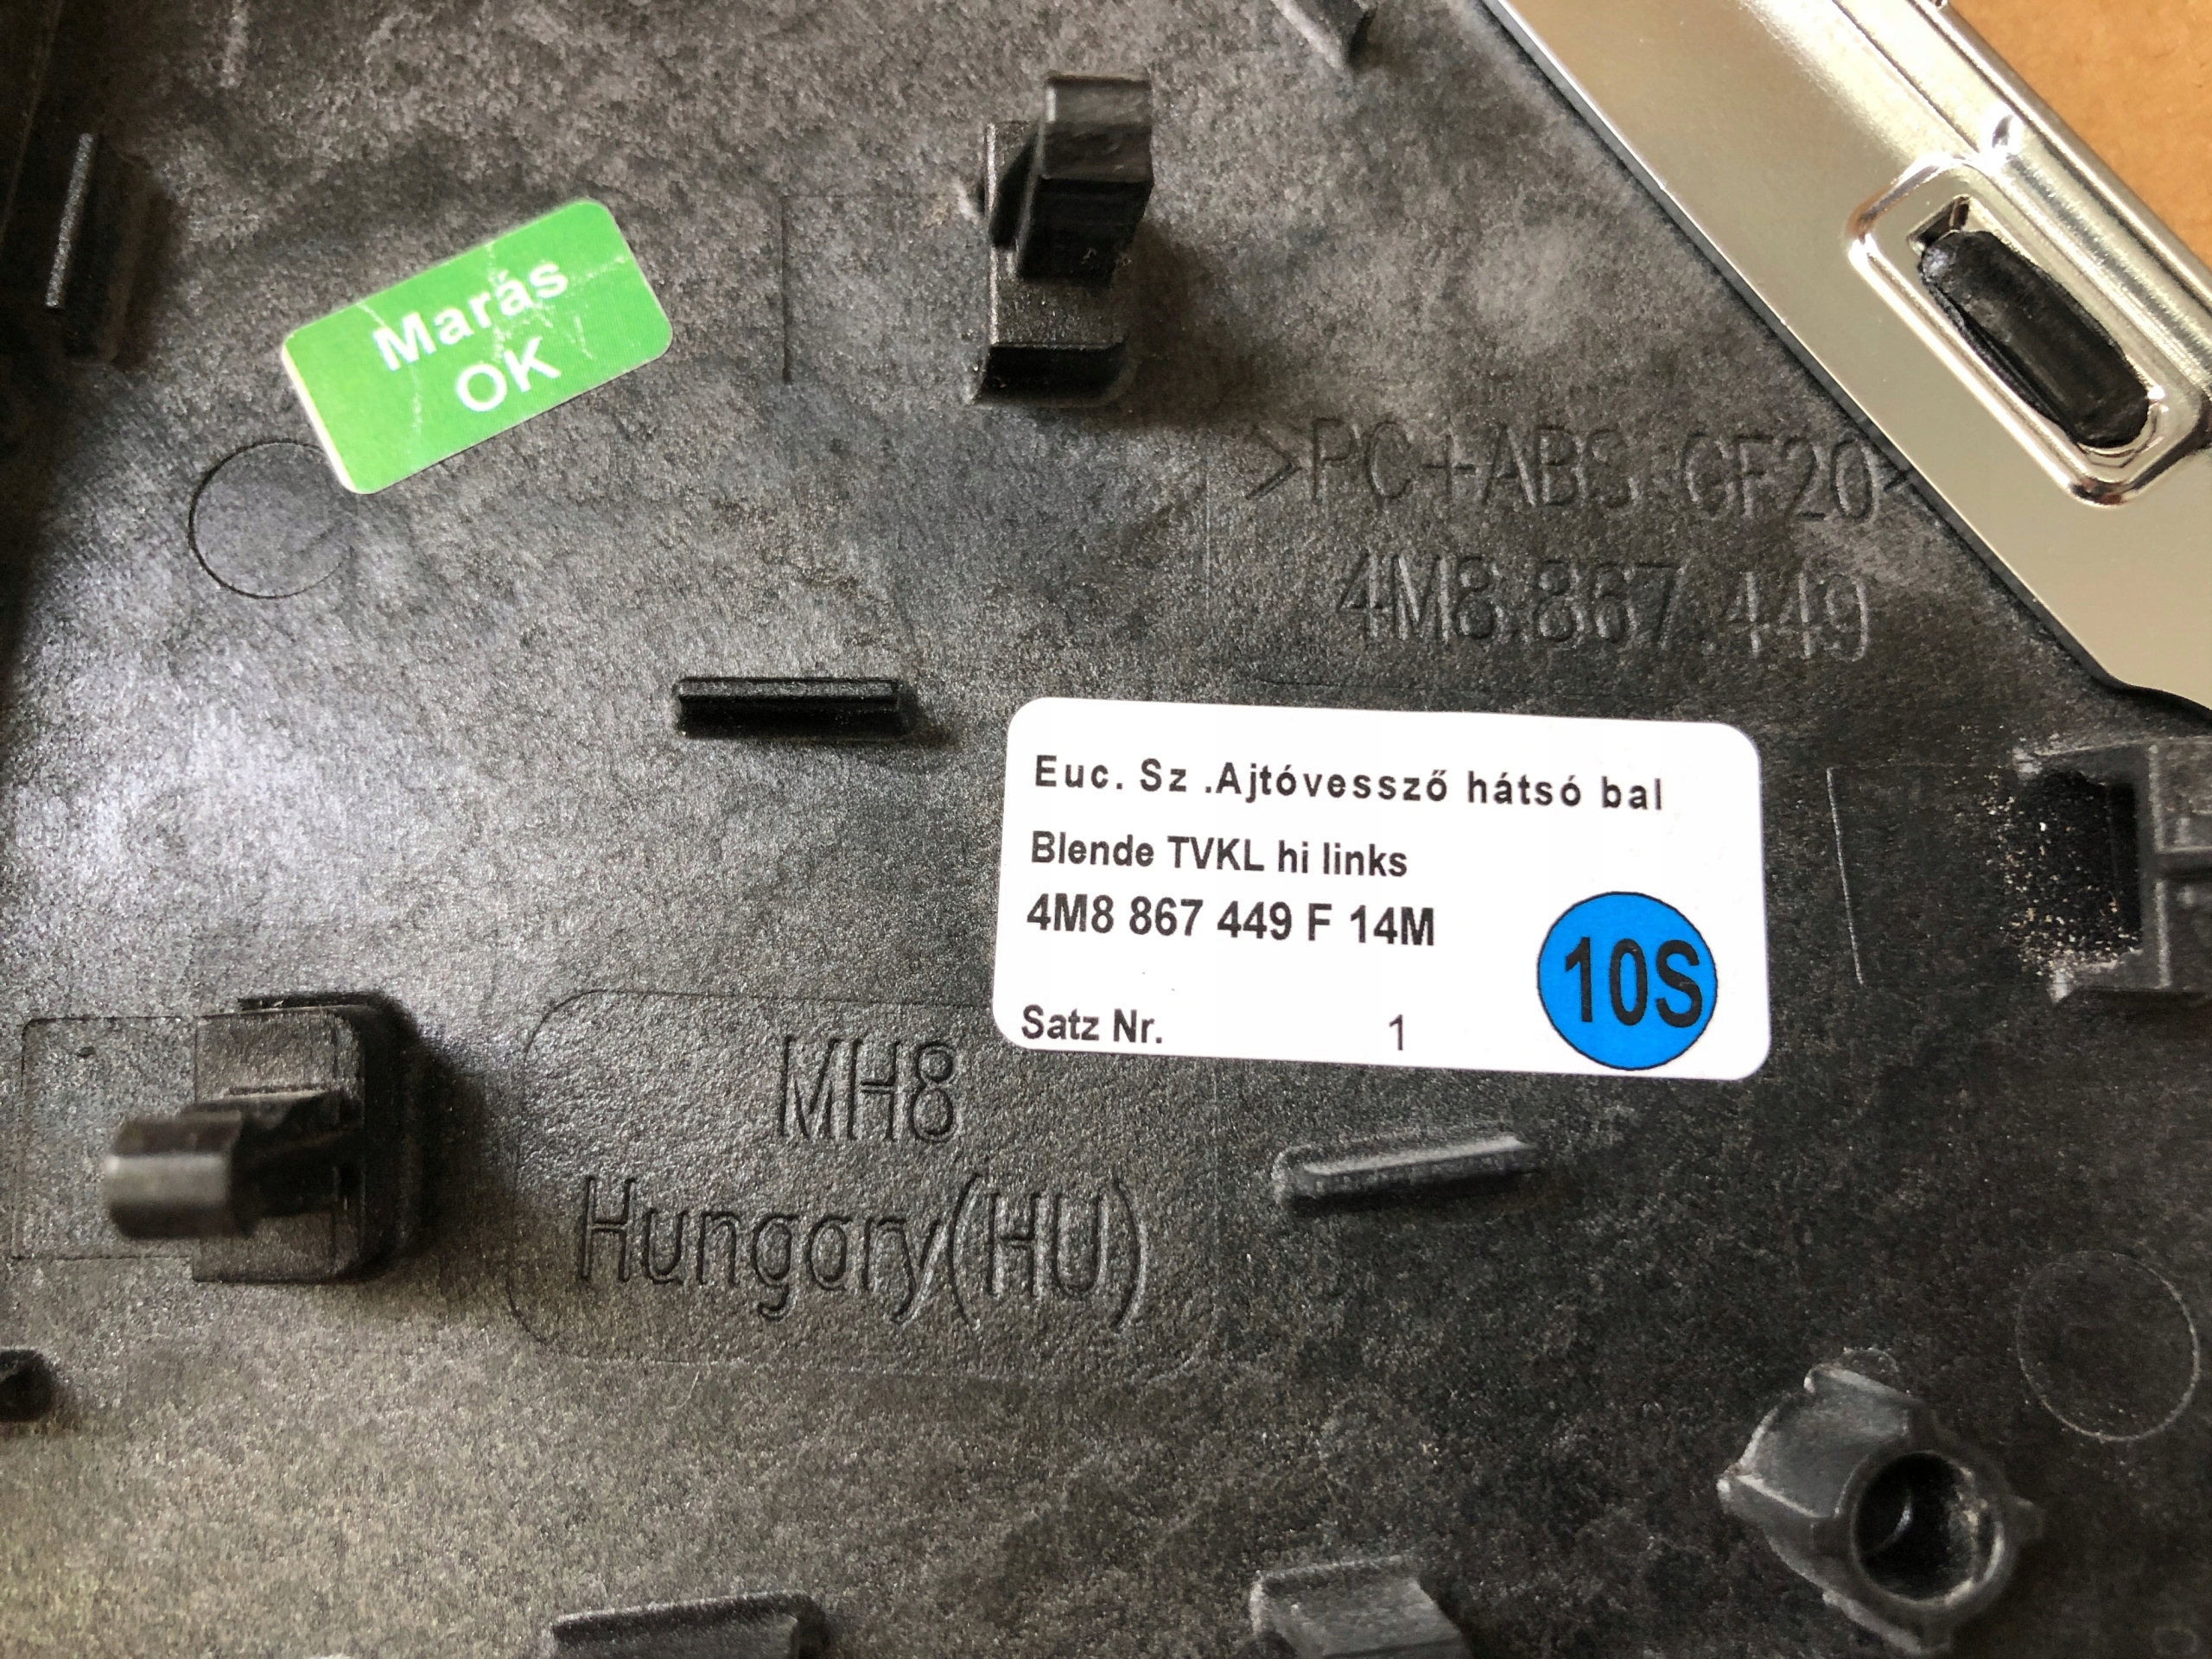 Marás
OK
>PC+ABS.GF20<
4M8.867.449
Euc. Sz .Ajtóvessző hátsó bal
Blende TVKL hi links
4M8 867 449 F 14M
10S
Satz Nr. 1
MH8
Hungary(HU)